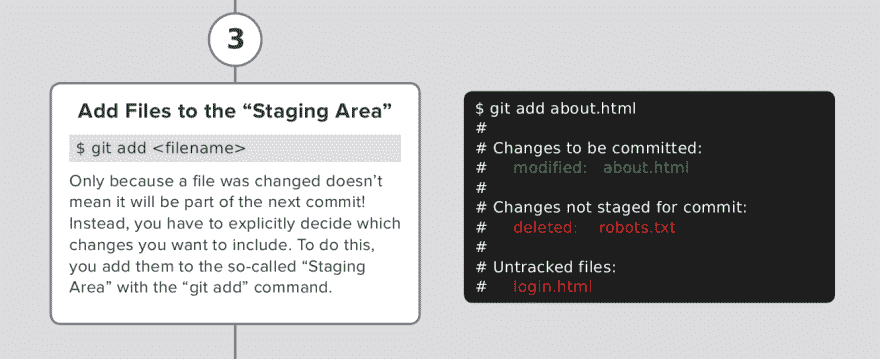 3
Add Files to the “Staging Area”
$ git add <filename>
Only because a file was changed doesn’t
mean it will be part of the next commit!
Instead, you have to explicitly decide which
changes you want to include. To do this,
you add them to the so-called “Staging
Area” with the “git add” command.
$ git add about.html
#
# Changes to be committed:
# modified: about.html
#
# Changes not staged for commit:
# deleted: robots.txt
#
# Untracked files:
# login.html